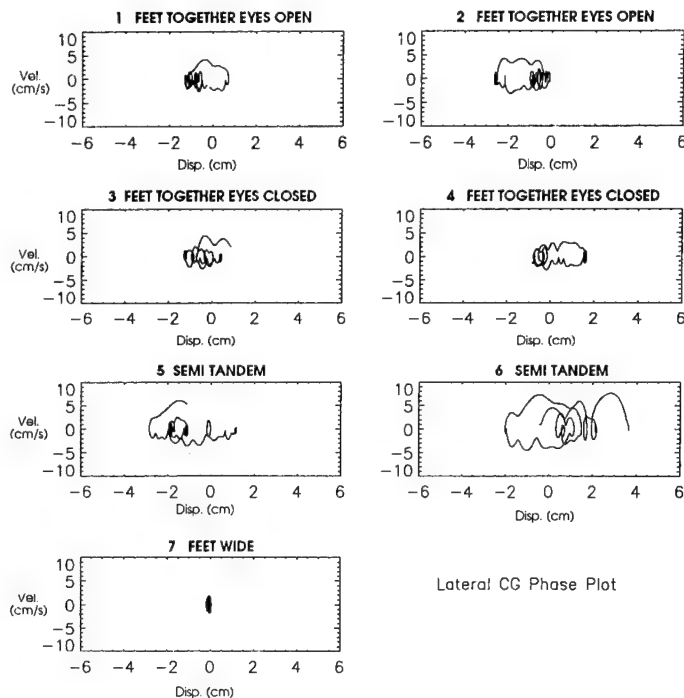 1 FEET TOGETHER EYES OPEN
10
5
0
−5
−10
Vel.
(cm/s)
−6 −4 −2 0 2 4 6
Disp. (cm)
2 FEET TOGETHER EYES OPEN
10
5
0
−5
−10
−6 −4 −2 0 2 4 6
Disp. (cm)
3 FEET TOGETHER EYES CLOSED
10
5
0
−5
−10
Vel.
(cm/s)
−6 −4 −2 0 2 4 6
Disp. (cm)
4 FEET TOGETHER EYES CLOSED
10
5
0
−5
−10
−6 −4 −2 0 2 4 6
Disp. (cm)
5 SEMI TANDEM
10
5
0
−5
−10
Vel.
(cm/s)
−6 −4 −2 0 2 4 6
Disp. (cm)
6 SEMI TANDEM
10
5
0
−5
−10
−6 −4 −2 0 2 4 6
Disp. (cm)
7 FEET WIDE
10
5
0
−5
−10
Vel.
(cm/s)
−6 −4 −2 0 2 4 6
Disp. (cm)
Lateral CG Phase Plot